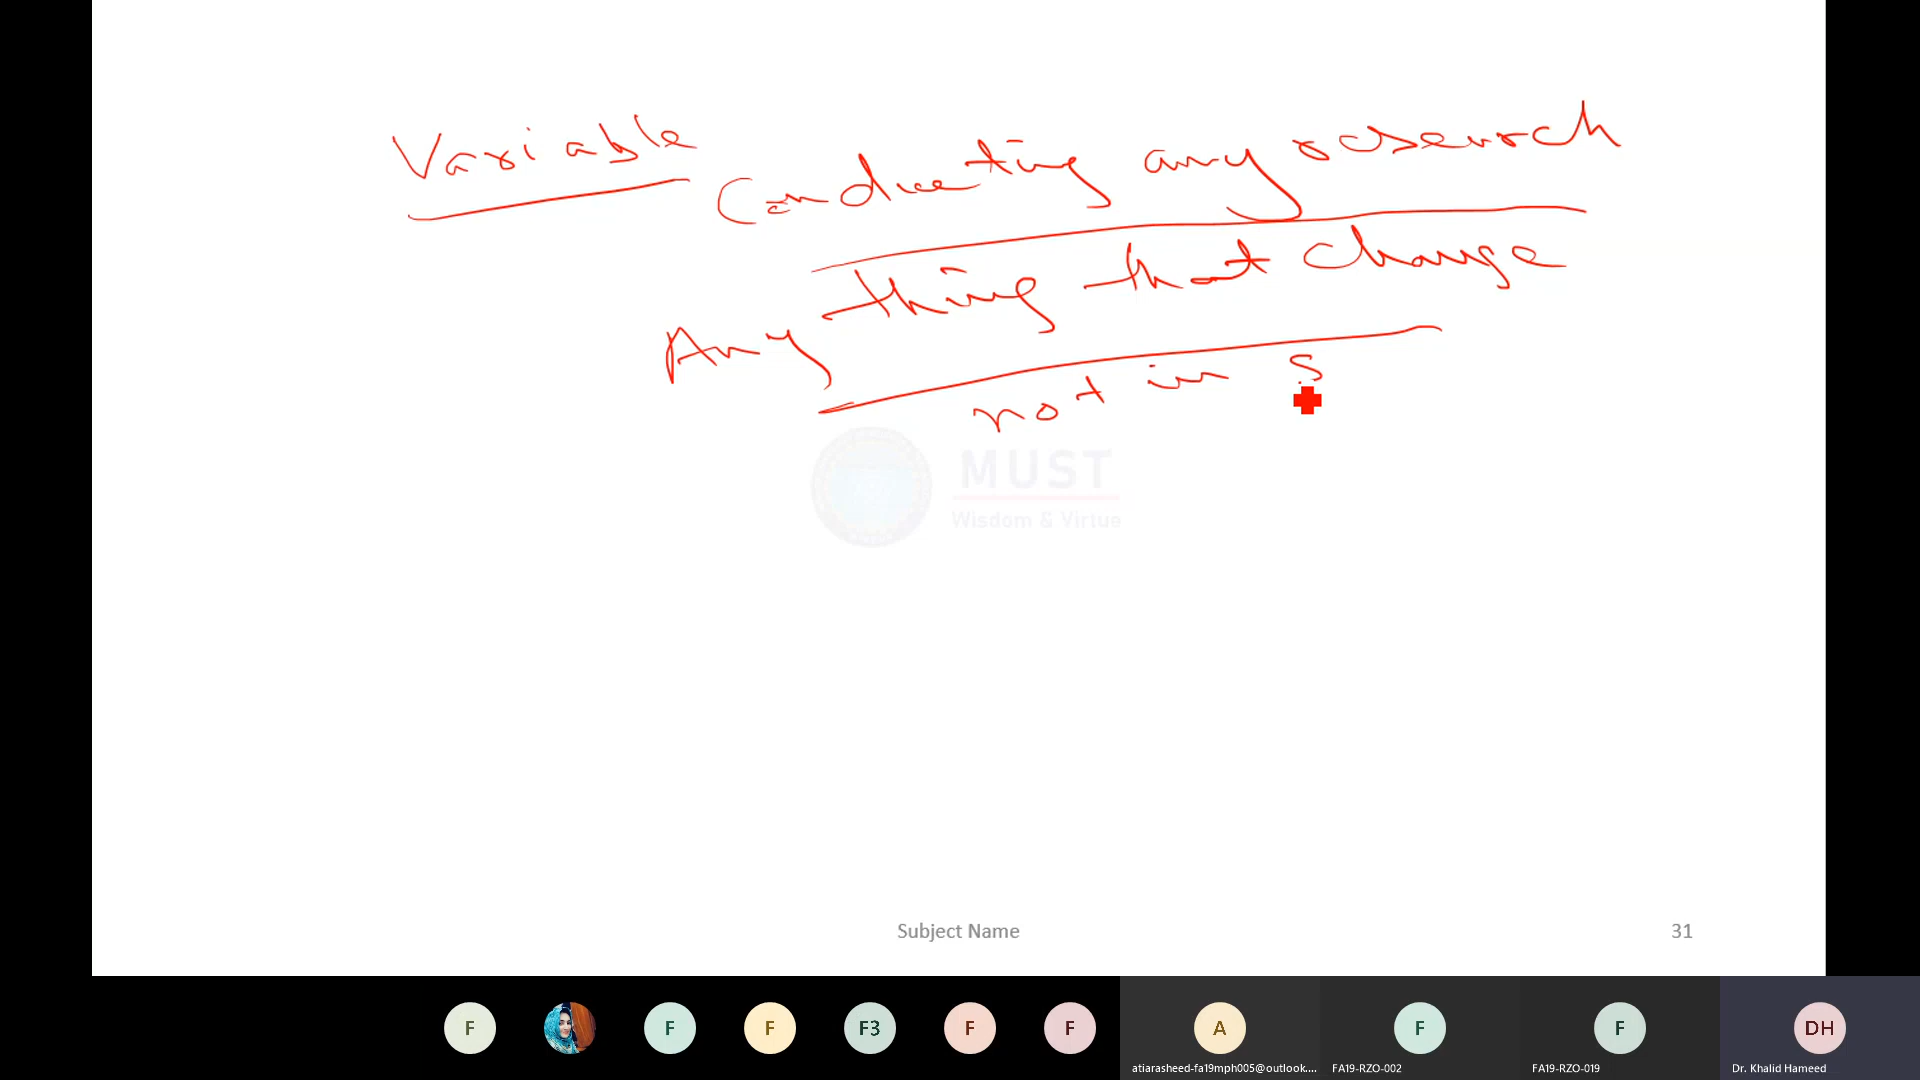 Variable
Conducting any research
Any thing that change
not in S
MUST
Wisdom & Virtue
Subject Name
31
F
F
F
F3
F
F
A
F
F
DH
atiarasheed-fa19mph005@outlook....
FA19-RZO-002
FA19-RZO-019
Dr. Khalid Hameed